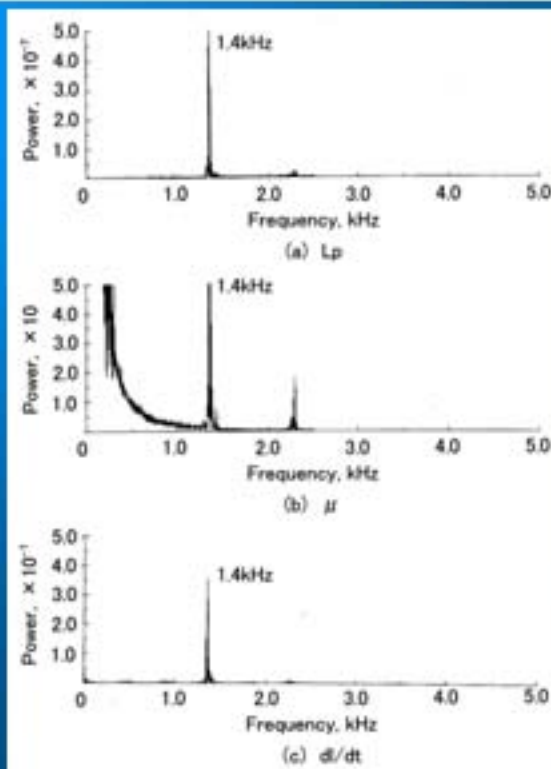 5.0
1.4kHz
4.0
3.0
2.0
1.0
Power, ×10⁻⁷
0 1.0 2.0 3.0 4.0 5.0
Frequency, kHz
(a) Lp
5.0
1.4kHz
4.0
3.0
2.0
1.0
Power, ×10
0 1.0 2.0 3.0 4.0 5.0
Frequency, kHz
(b) μ
5.0
4.0
1.4kHz
3.0
2.0
1.0
Power, ×10⁻¹
0 1.0 2.0 3.0 4.0 5.0
Frequency, kHz
(c) dl/dt